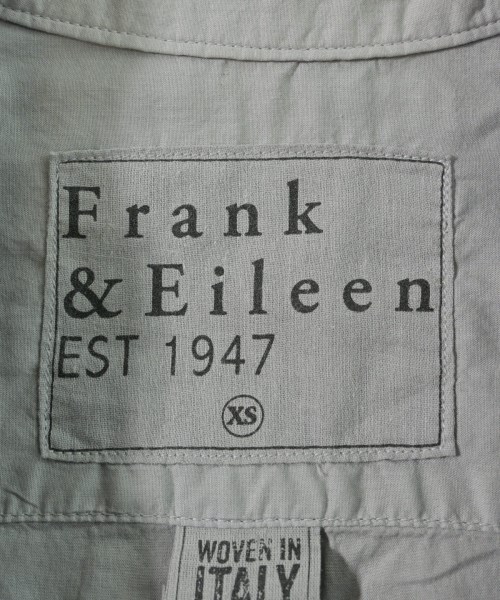 Frank
& Eileen
EST 1947
XS
WOVEN IN
ITALY